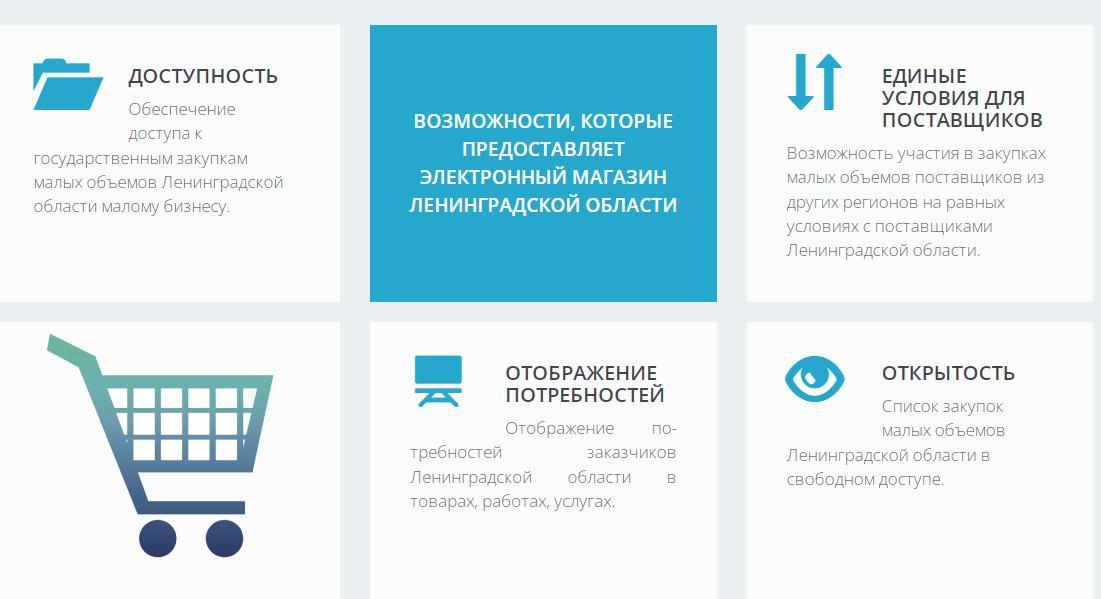 ДОСТУПНОСТЬ
Обеспечение
доступа к
государственным закупкам
малых объемов Ленинградской
области малому бизнесу.
ВОЗМОЖНОСТИ, КОТОРЫЕ
ПРЕДОСТАВЛЯЕТ
ЭЛЕКТРОННЫЙ МАГАЗИН
ЛЕНИНГРАДСКОЙ ОБЛАСТИ
ЕДИНЫЕ
УСЛОВИЯ ДЛЯ
ПОСТАВЩИКОВ
Возможность участия в закупках
малых объемов поставщиков из
других регионов на равных
условиях с поставщиками
Ленинградской области.
ОТОБРАЖЕНИЕ
ПОТРЕБНОСТЕЙ
Отображение по-
требностей заказчиков
Ленинградской области в
товарах, работах, услугах.
ОТКРЫТОСТЬ
Список закупок
малых объемов
Ленинградской области в
свободном доступе.